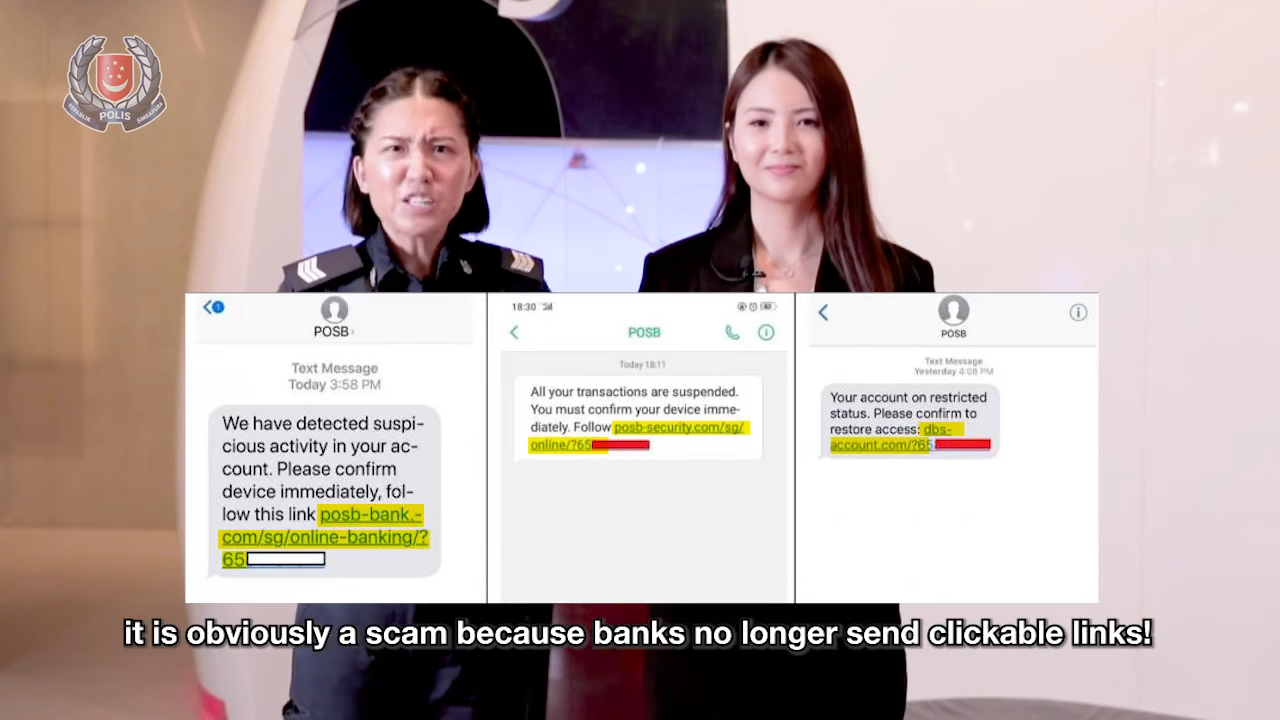 REPUBLIK POLIS SINGAPURA
1
POSB
Text Message
Today 3:58 PM
We have detected suspi-
cious activity in your ac-
count. Please confirm
device immediately, fol-
low this link posb-bank.-
com/sg/online-banking/?
65
18:30
POSB
Today 18:11
All your transactions are suspended.
You must confirm your device imme-
diately. Follow posb-security.com/sg/
online/?65
POSB
Text Message
Yesterday 4:08 PM
Your account on restricted
status. Please confirm to
restore access: dbs-
account.com/?65
it is obviously a scam because banks no longer send clickable links!